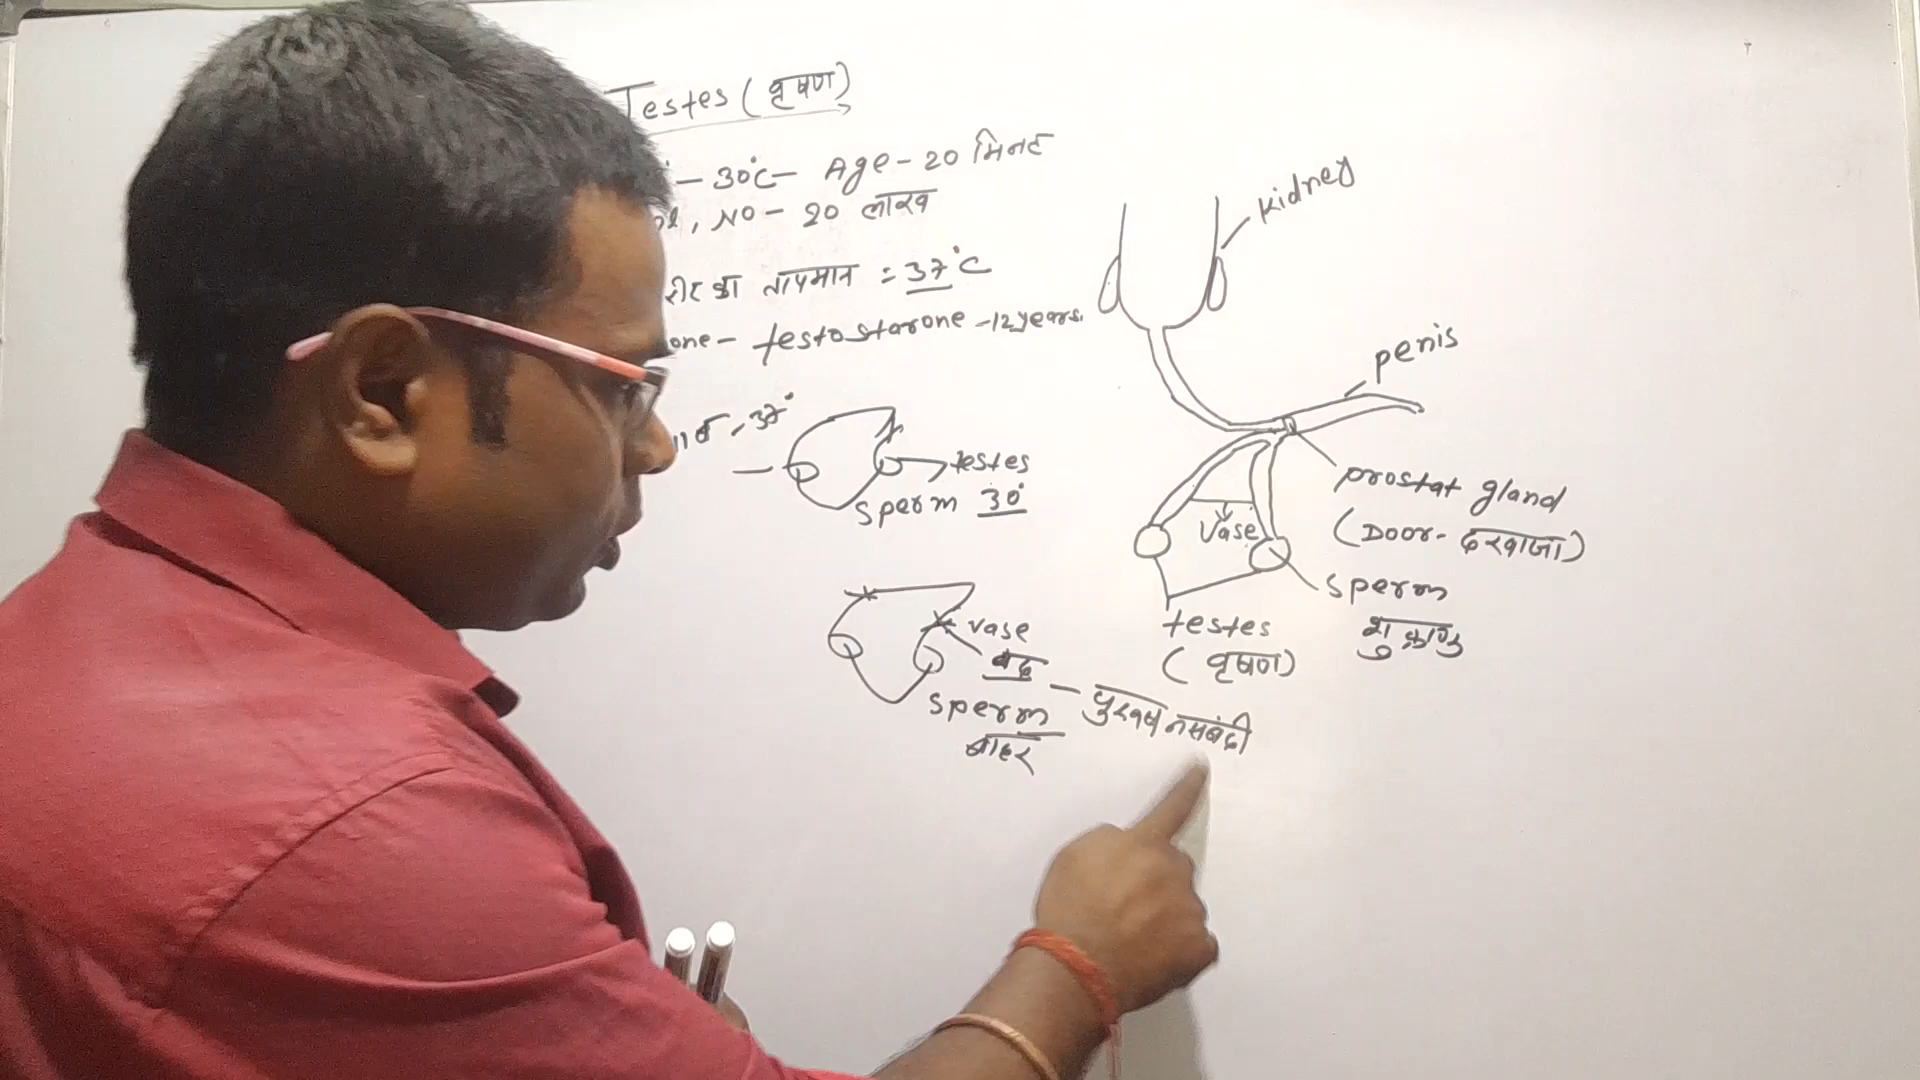 Testes (वृषण)
- 30°C - Age - 20 मिनट
, NO - 20 लाख
तापमान = 37°C
one - testostarone - 12 years.
- 37°
testes
sperm 30°
vase
बंद
sperm
बाहर
- पुरुष नसबंदी
kidney
penis
prostat gland
(Door - दरवाजा)
vase
sperm
शुक्राणु
testes
(वृषण)